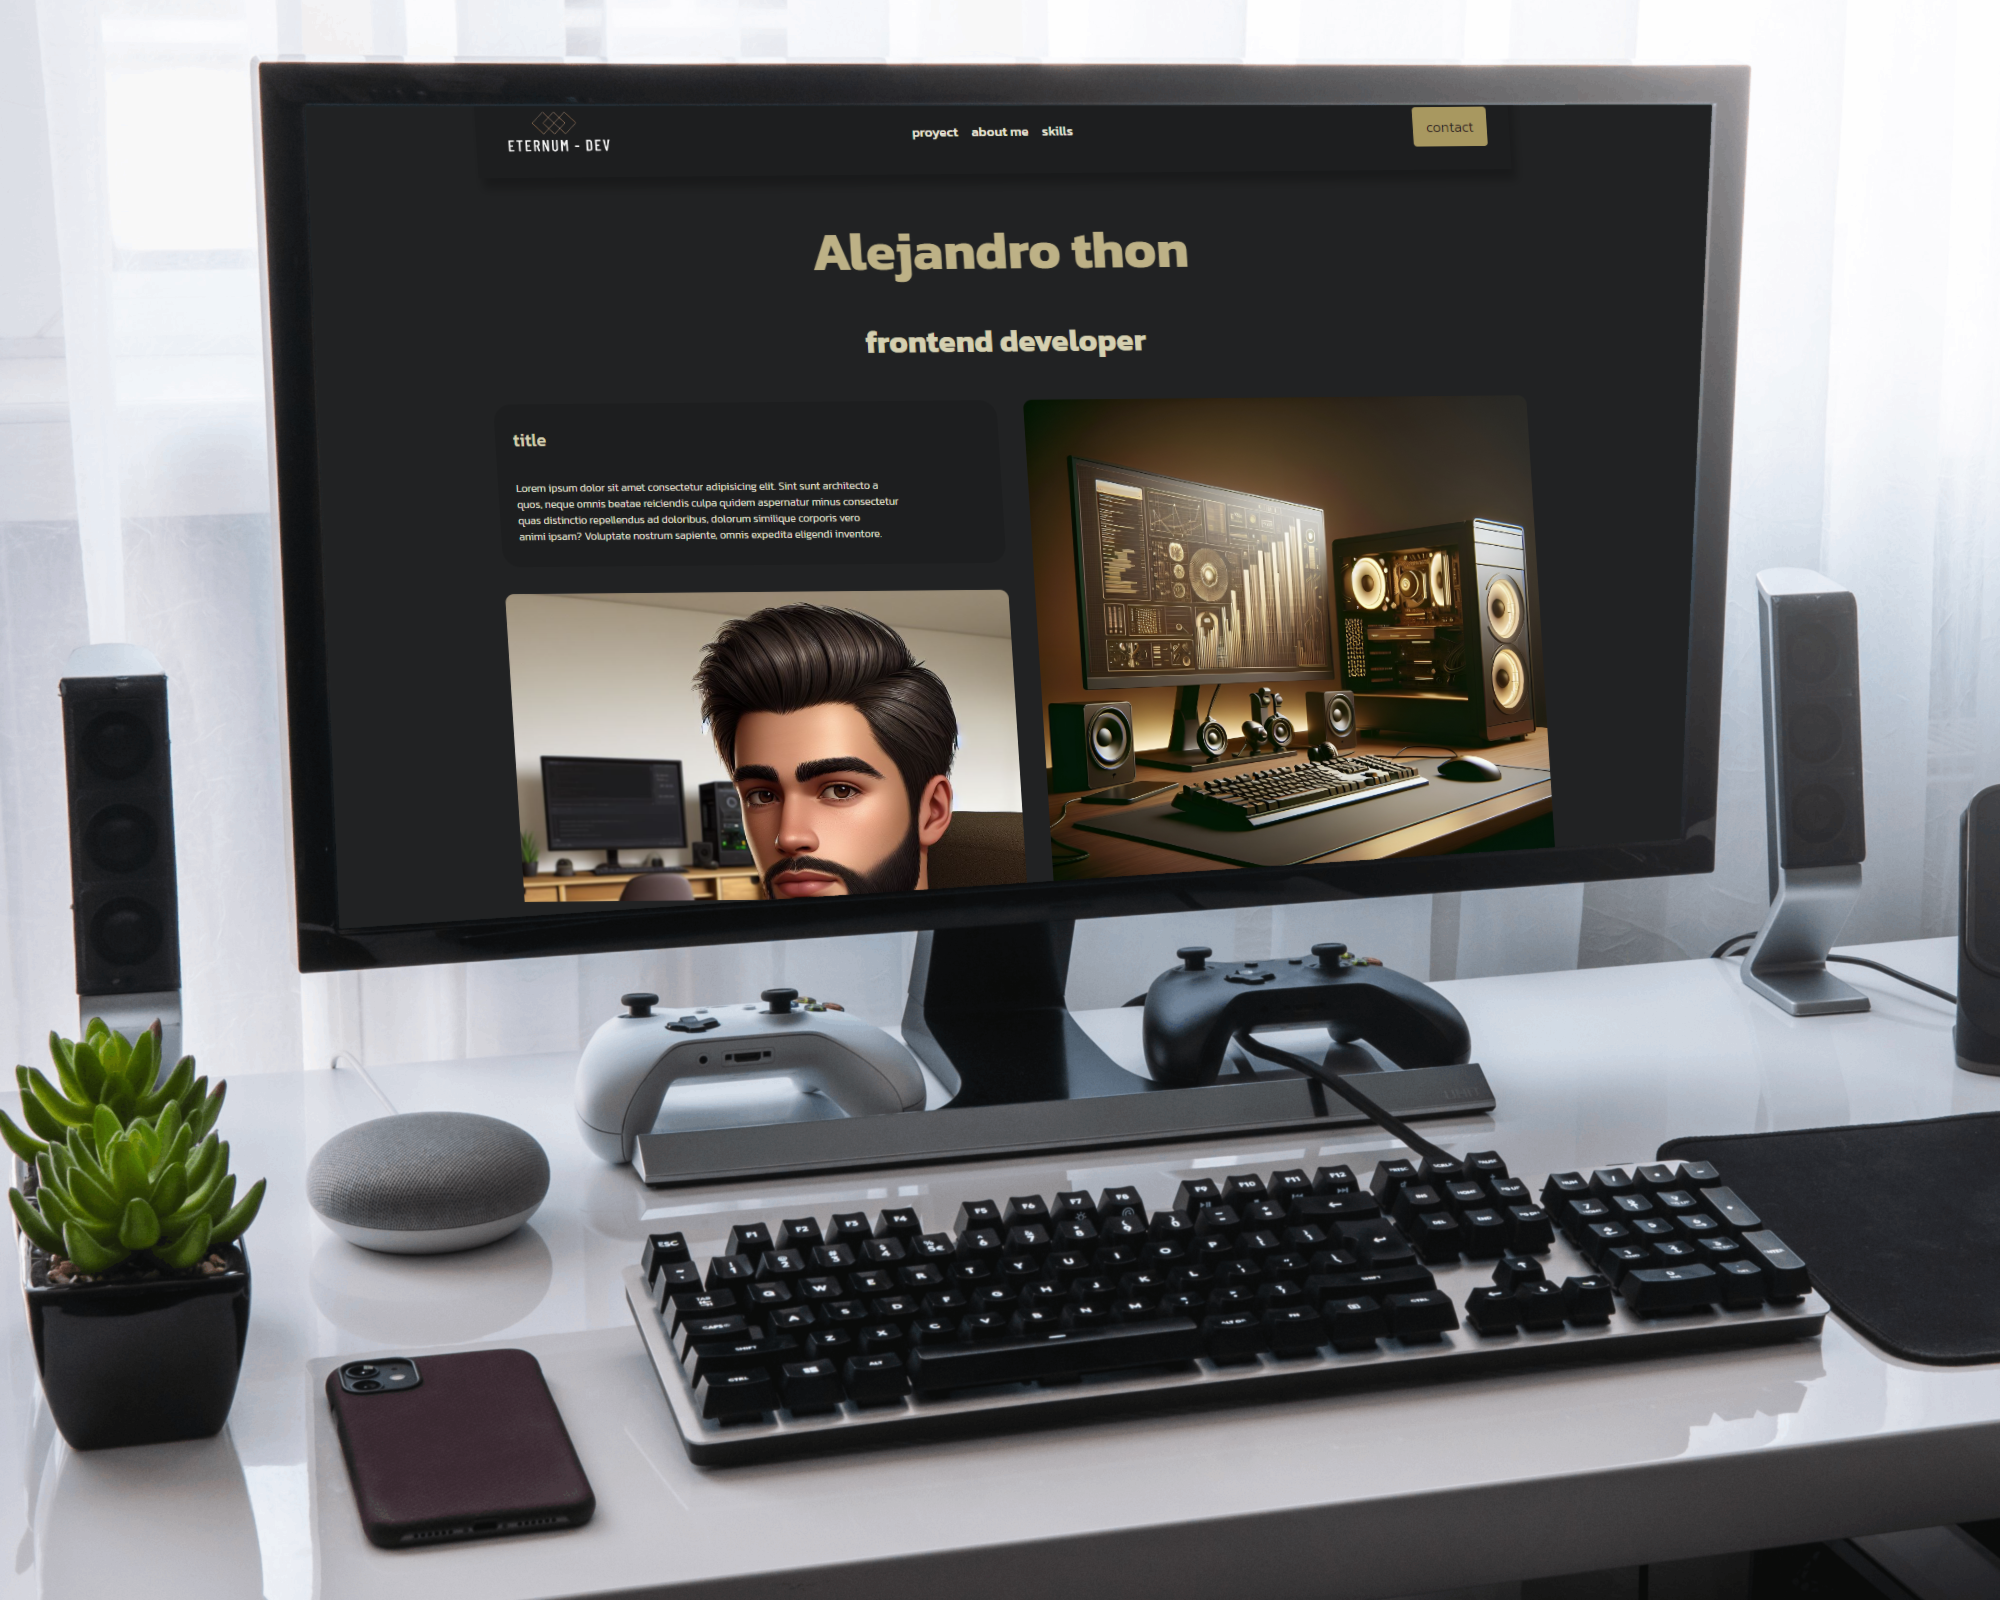 ETERNUM - DEV
proyect about me skills
contact
Alejandro thon
frontend developer
title
Lorem ipsum dolor sit amet consectetur adipisicing elit. Sint sunt architecto a
quos, neque omnis beatae reiciendis culpa quidem aspernatur minus consectetur
quas distinctio repellendus ad doloribus, dolorum similique corporis vero
animi ipsam? Voluptate nostrum sapiente, omnis expedita eligendi inventore.
ESC F1 F2 F3 F4 F5 F6 F7 F8 F9 F10 F11 F12
Q W E R T Y U I O P
A S D F G H J K L
Z X C V B N M
CTRL ALT